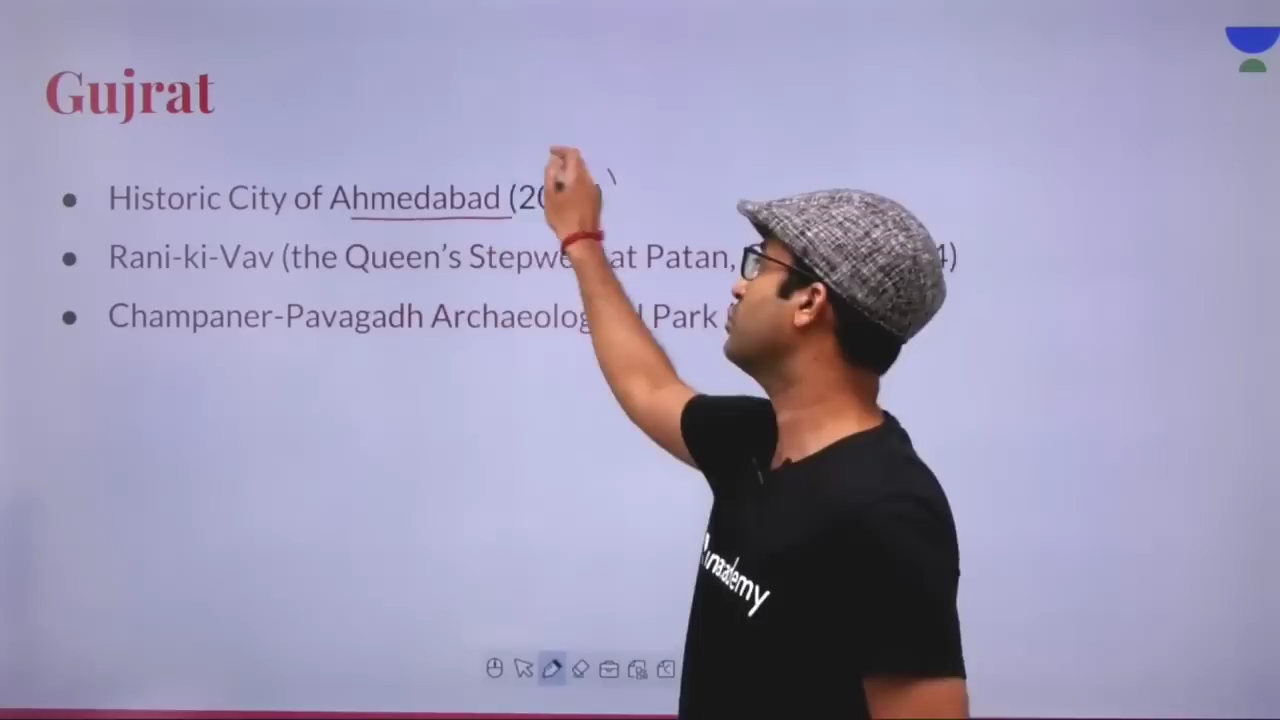 Gujrat
Historic City of Ahmedabad (20
Rani-ki-Vav (the Queen's Stepwe at Patan, 4)
Champaner-Pavagadh Archaeolog Park
unacademy